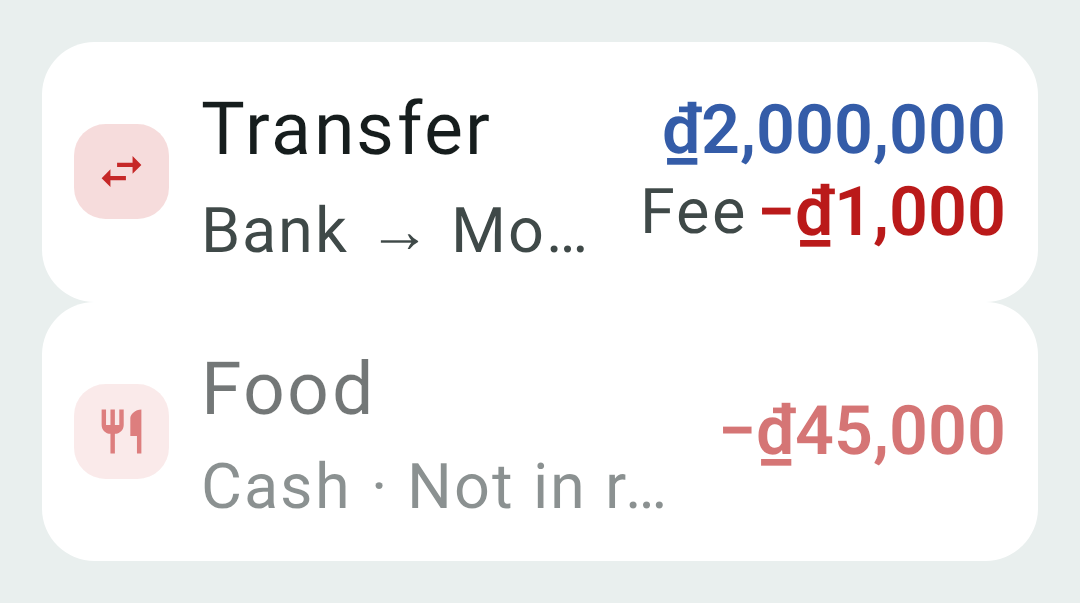 Transfer
₫2,000,000
Bank → Mo…
Fee −₫1,000
Food
−₫45,000
Cash · Not in r…